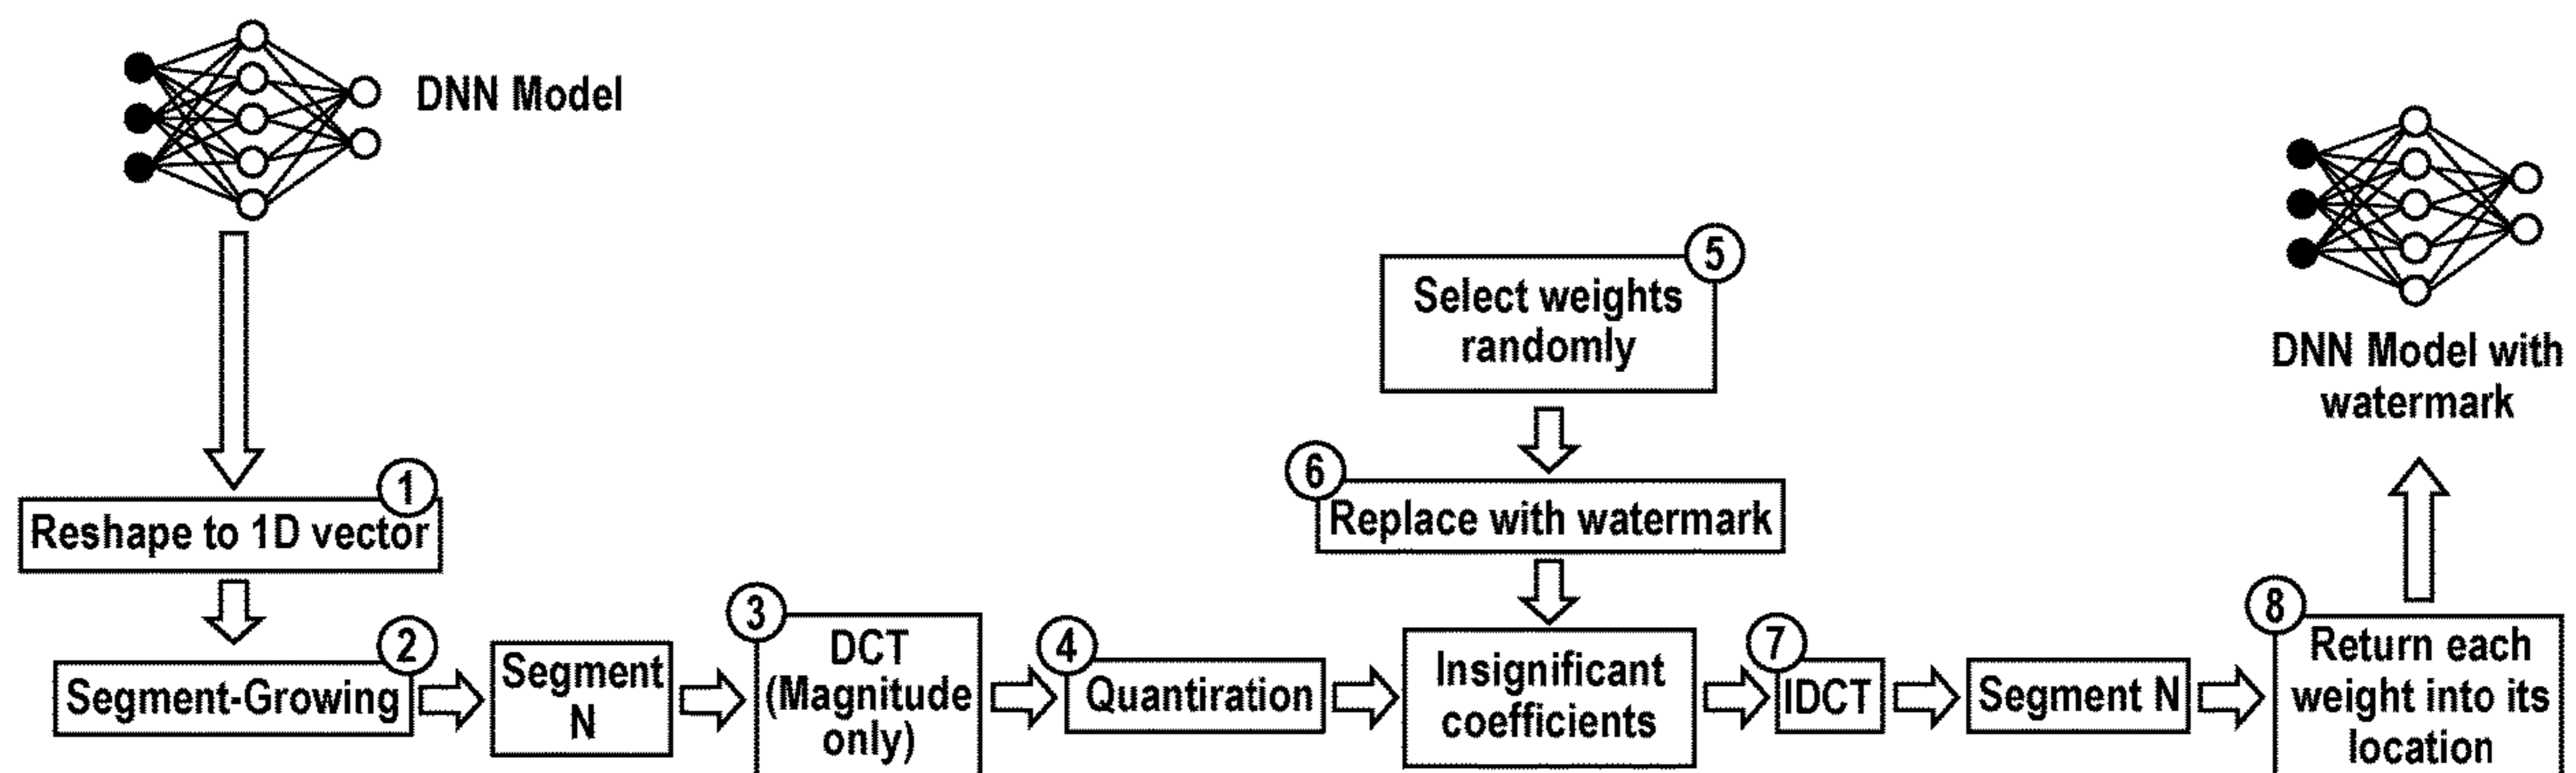 DNN Model
1
Reshape to 1D vector
2
Segment-Growing
Segment
N
3
DCT
(Magnitude
only)
4
Quantiration
5
Select weights
randomly
6
Replace with watermark
Insignificant
coefficients
7
IDCT
Segment N
8
Return each
weight into its
location
DNN Model with
watermark